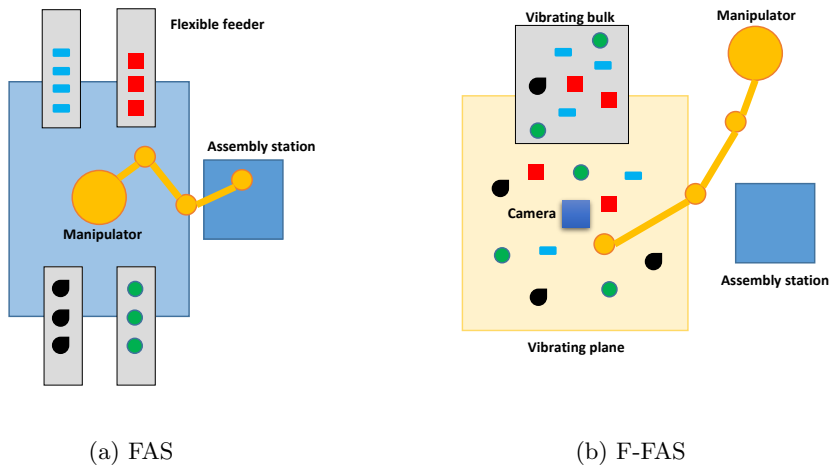 Flexible feeder
Assembly station
Manipulator
(a) FAS
Vibrating bulk
Manipulator
Camera
Assembly station
Vibrating plane
(b) F-FAS